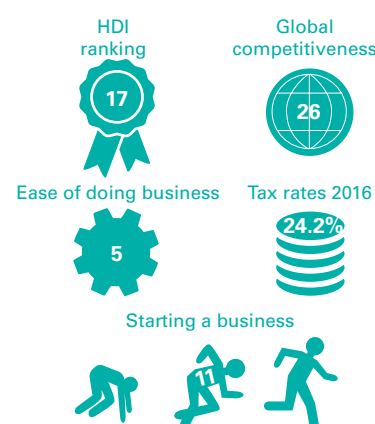 HDI
ranking
17
Global
competitiveness
26
Ease of doing business
5
Tax rates 2016
24.2%
Starting a business
11